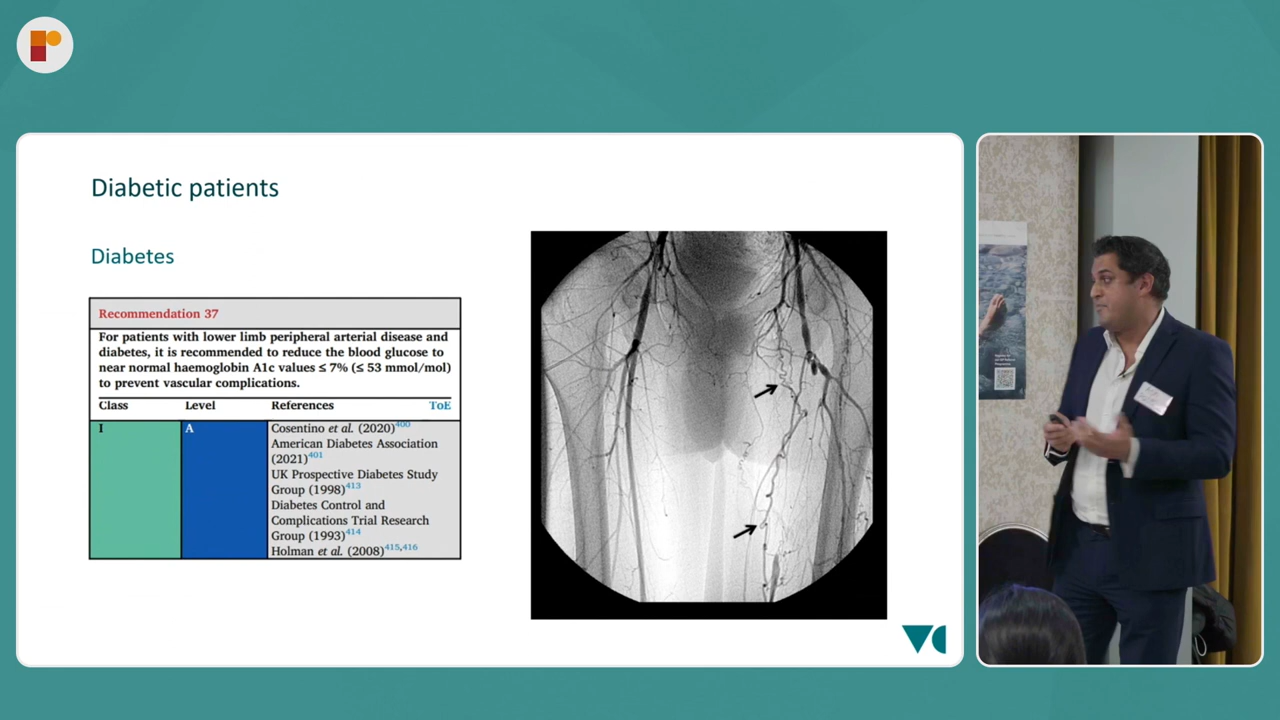 Diabetic patients
Diabetes
Recommendation 37
For patients with lower limb peripheral arterial disease and
diabetes, it is recommended to reduce the blood glucose to
near normal haemoglobin A1c values ≤ 7% (≤ 53 mmol/mol)
to prevent vascular complications.
Class Level References ToE
I A Cosentino et al. (2020)400
American Diabetes Association
(2021)401
UK Prospective Diabetes Study
Group (1998)413
Diabetes Control and
Complications Trial Research
Group (1993)414
Holman et al. (2008)415,416